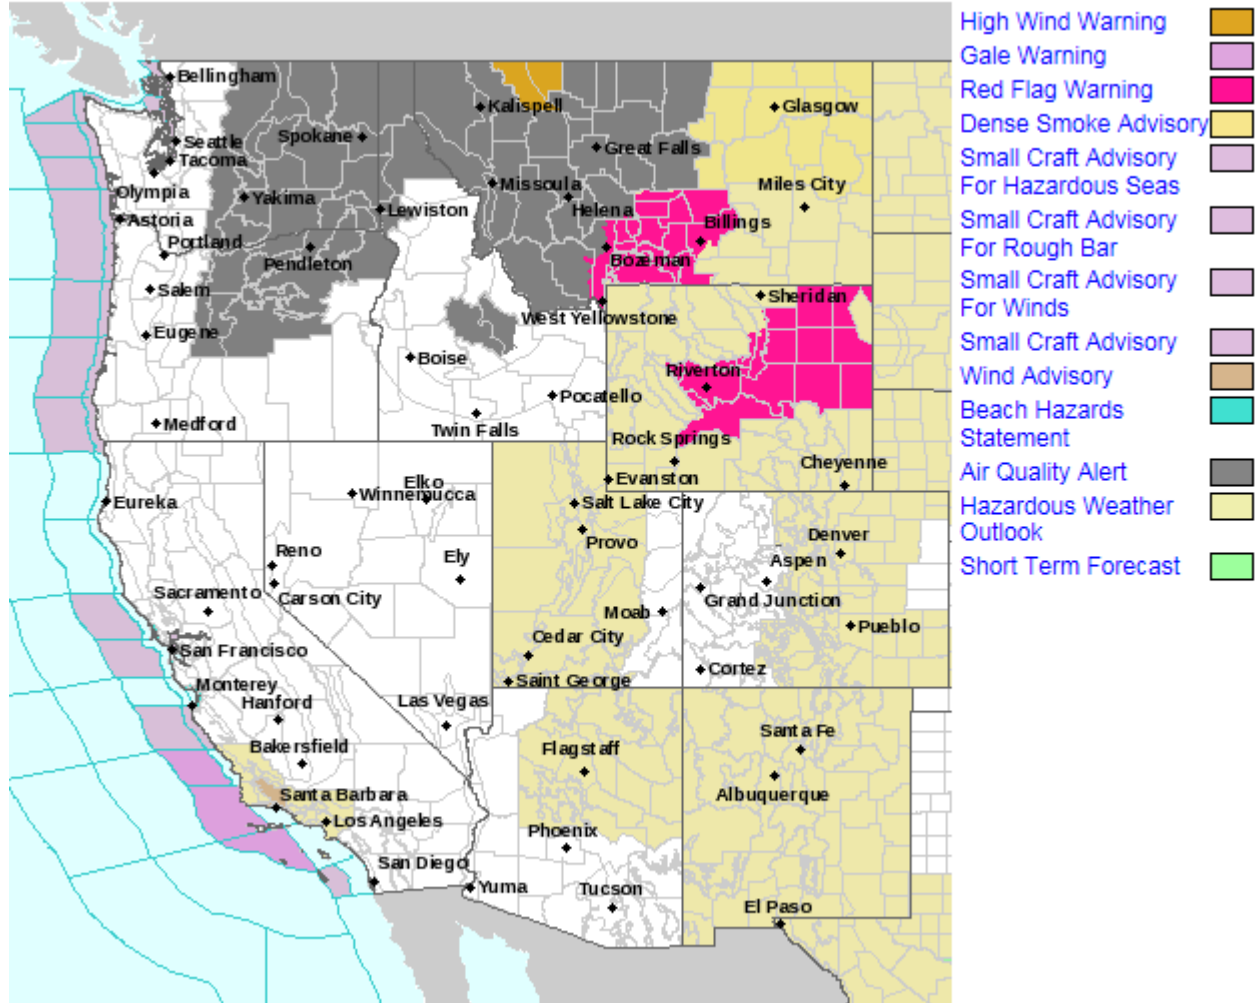 High Wind Warning
Gale Warning
Red Flag Warning
Dense Smoke Advisory
Small Craft Advisory
For Hazardous Seas
Small Craft Advisory
For Rough Bar
Small Craft Advisory
For Winds
Small Craft Advisory
Wind Advisory
Beach Hazards
Statement
Air Quality Alert
Hazardous Weather
Outlook
Short Term Forecast
Bellingham
Kalispell
Glasgow
Spokane
Seattle
Great Falls
Tacoma
Missoula
Miles City
Olympia
Yakima
Lewiston
Helena
Astoria
Billings
Portland
Pendleton
Bozeman
Salem
Sheridan
West Yellowstone
Eugene
Boise
Riverton
Pocatello
Medford
Twin Falls
Rock Springs
Cheyenne
Evanston
Elko
Winnemucca
Eureka
Salt Lake City
Denver
Provo
Reno
Ely
Aspen
Sacramento
Carson City
Grand Junction
Moab
Pueblo
Cedar City
San Francisco
Cortez
Saint George
Monterey
Hanford
Las Vegas
Santa Fe
Bakersfield
Flagstaff
Santa Barbara
Albuquerque
Los Angeles
Phoenix
San Diego
Yuma
Tucson
El Paso